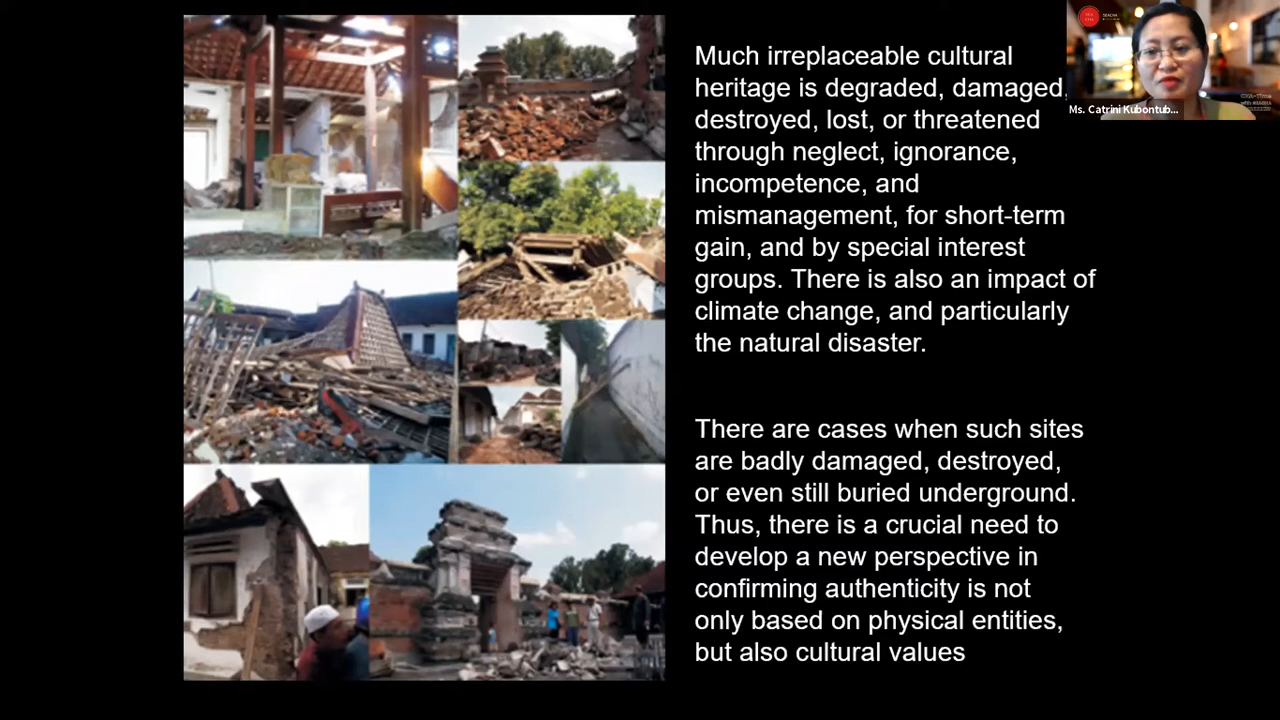 Much irreplaceable cultural
heritage is degraded, damaged,
destroyed, lost, or threatened
through neglect, ignorance,
incompetence, and
mismanagement, for short-term
gain, and by special interest
groups. There is also an impact of
climate change, and particularly
the natural disaster.
There are cases when such sites
are badly damaged, destroyed,
or even still buried underground.
Thus, there is a crucial need to
develop a new perspective in
confirming authenticity is not
only based on physical entities,
but also cultural values
SEACHA
Ms. Catrini Kubontub...